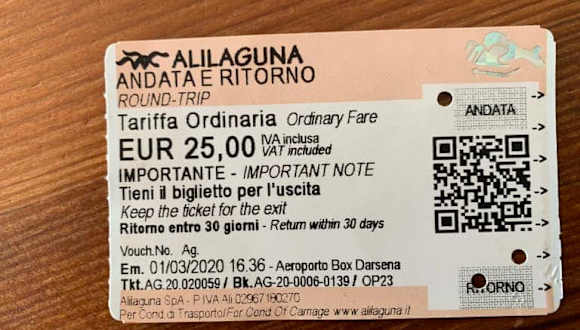 ALILAGUNA
ANDATA E RITORNO
ROUND-TRIP
Tariffa Ordinaria Ordinary Fare
EUR 25,00 IVA inclusa
VAT included
IMPORTANTE - IMPORTANT NOTE
Tieni il biglietto per l'uscita
Keep the ticket for the exit
Ritorno entro 30 giorni - Return within 30 days
Vouch.No. Ag.
Em. 01/03/2020 16.36 - Aeroporto Box Darsena
Tkt.AG.20.020059 / Bk.AG-20-0006-0139 / OP23
Alilaguna SpA - P.IVA Ali 02967180270
Per Cond. di Trasporto/For Cond. Of Carriage www.alilaguna.it
ANDATA
RITORNO